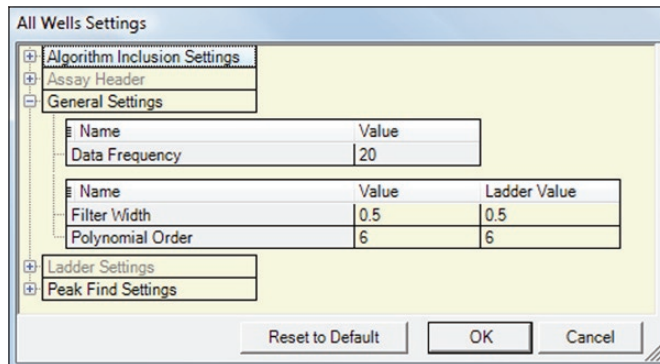 All Wells Settings
Algorithm Inclusion Settings
Assay Header
General Settings
Name Value
Data Frequency 20
Name Value Ladder Value
Filter Width 0.5 0.5
Polynomial Order 6 6
Ladder Settings
Peak Find Settings
Reset to Default OK Cancel